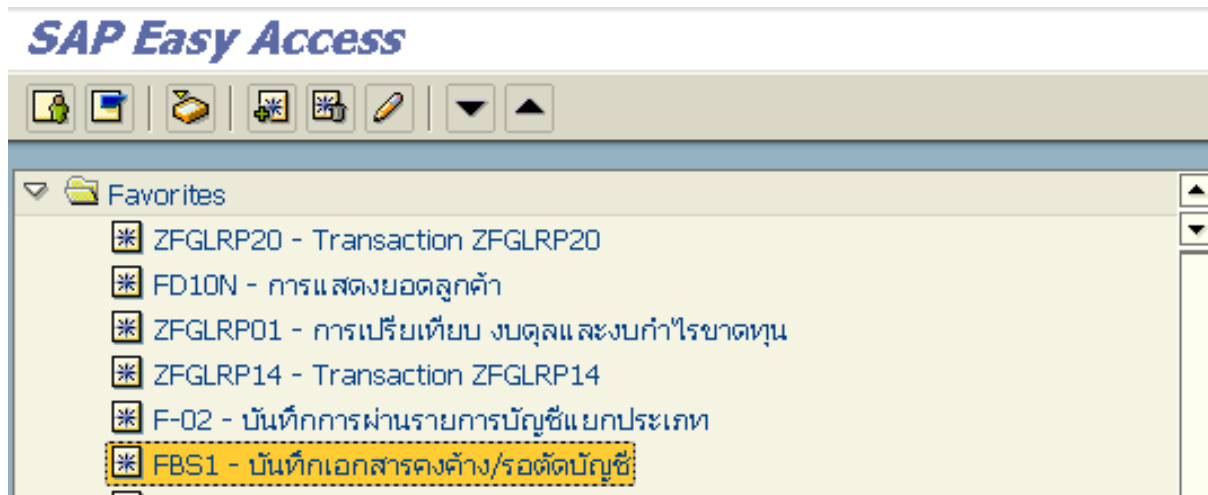 SAP Easy Access
Favorites
ZFGLRP20 - Transaction ZFGLRP20
FD10N - การแสดงยอดลูกค้า
ZFGLRP01 - การเปรียเทียบ งบดุลและงบกำไรขาดทุน
ZFGLRP14 - Transaction ZFGLRP14
F-02 - บันทึกการผ่านรายการบัญชีแยกประเภท
FBS1 - บันทึกเอกสารคงค้าง/รอตัดบัญชี